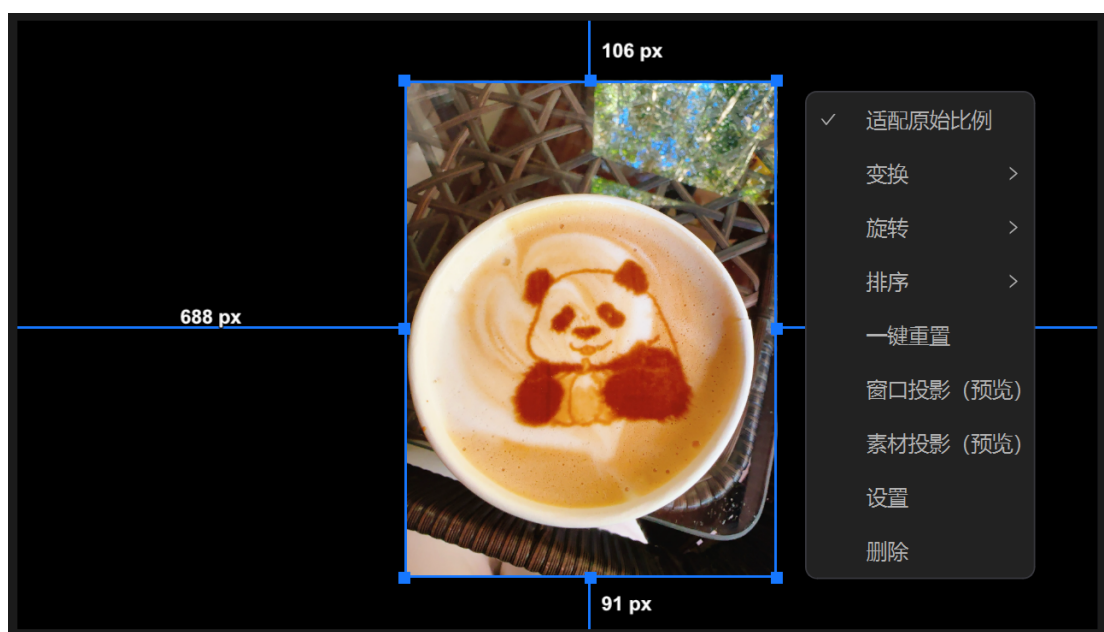 106 px
适配原始比例
变换
旋转
排序
688 px
一键重置
窗口投影（预览）
素材投影（预览）
设置
删除
91 px